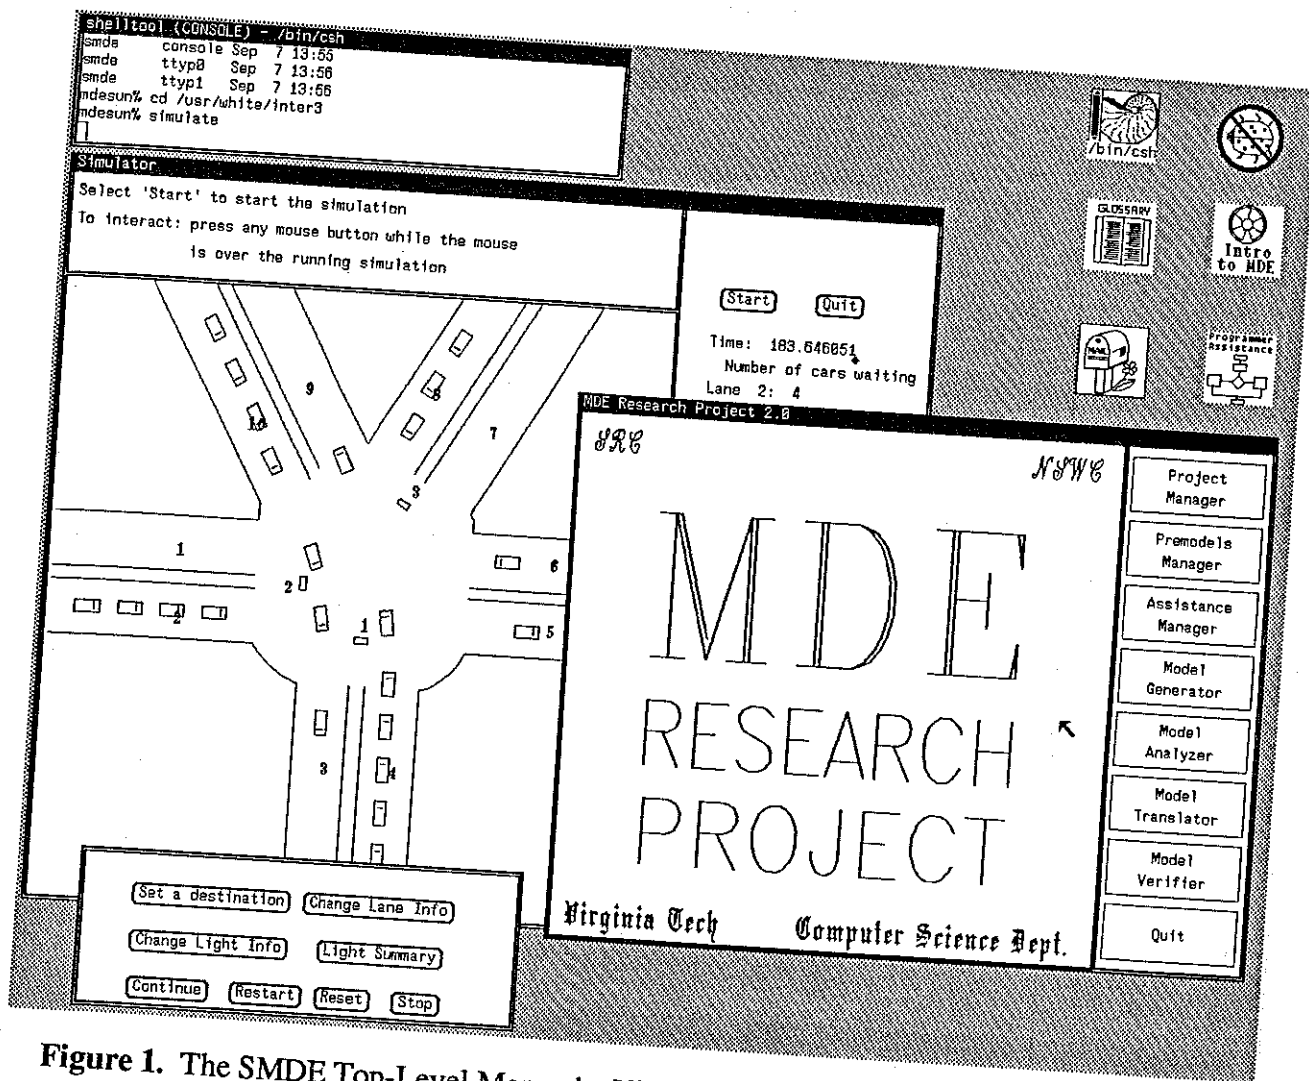 shelltool (CONSOLE) - /bin/csh
smde console Sep 7 13:55
smde ttyp0 Sep 7 13:56
smde ttyp1 Sep 7 13:56
mdesun% cd /usr/white/inter3
mdesun% simulate
Simulator
Select 'Start' to start the simulation
To interact: press any mouse button while the mouse
is over the running simulation
Start Quit
Time: 183.646051
Number of cars waiting
Lane 2: 4
9
8
10
7
3
1
6
2
2
1
5
3
4
Set a destination Change Lane Info
Change Light Info Light Summary
Continue Restart Reset Stop
/bin/csh
GLOSSARY
Intro
to MDE
MAIL
Programmer
Assistance
MDE Research Project 2.0
SRC
NSWC
MDE
RESEARCH
PROJECT
Virginia Tech Computer Science Dept.
Project
Manager
Premodels
Manager
Assistance
Manager
Model
Generator
Model
Analyzer
Model
Translator
Model
Verifier
Quit
Figure 1. The SMDE Top-Level Menu